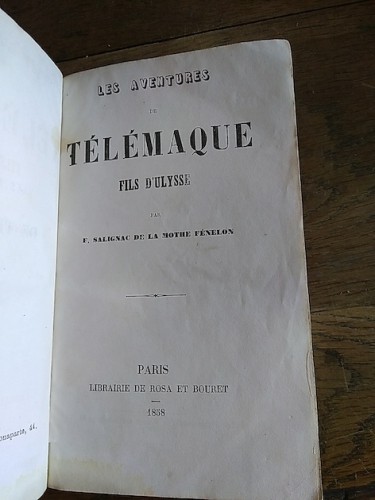 LES AVENTURES
DE
TÉLÉMAQUE
FILS D'ULYSSE
PAR
F. SALIGNAC DE LA MOTHE FÉNELON
PARIS
LIBRAIRIE DE ROSA ET BOURET
1858
44.